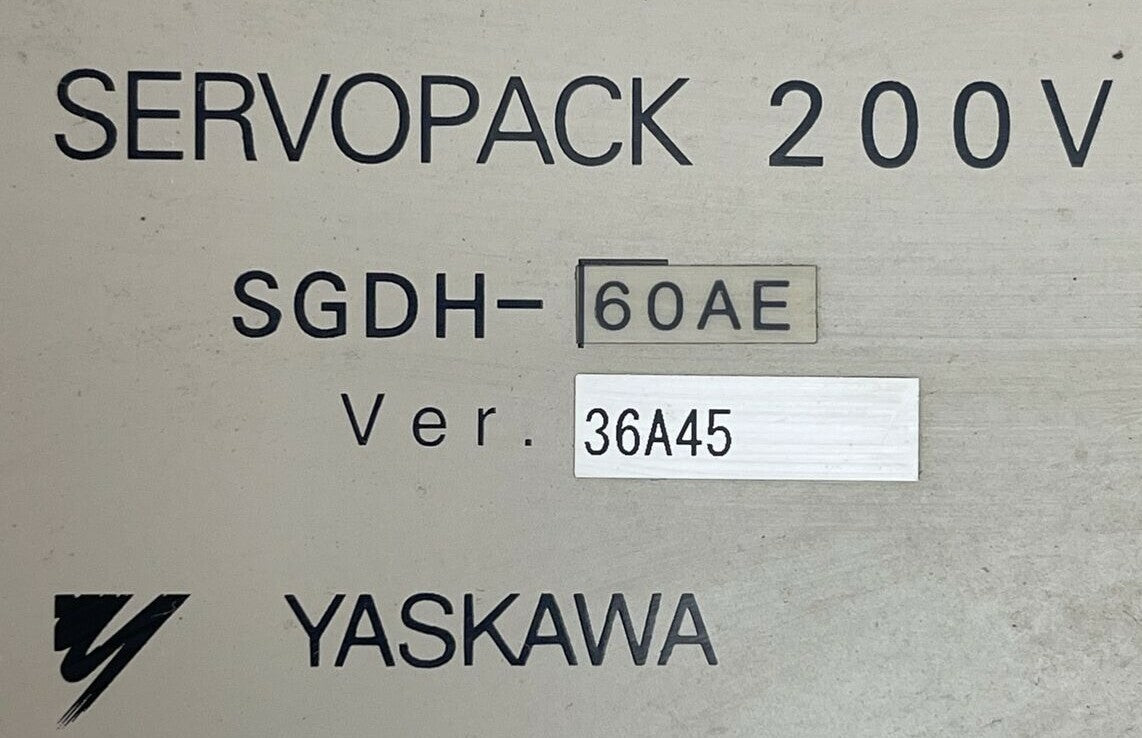 SERVOPACK 200V
SGDH-60AE
Ver. 36A45
YASKAWA